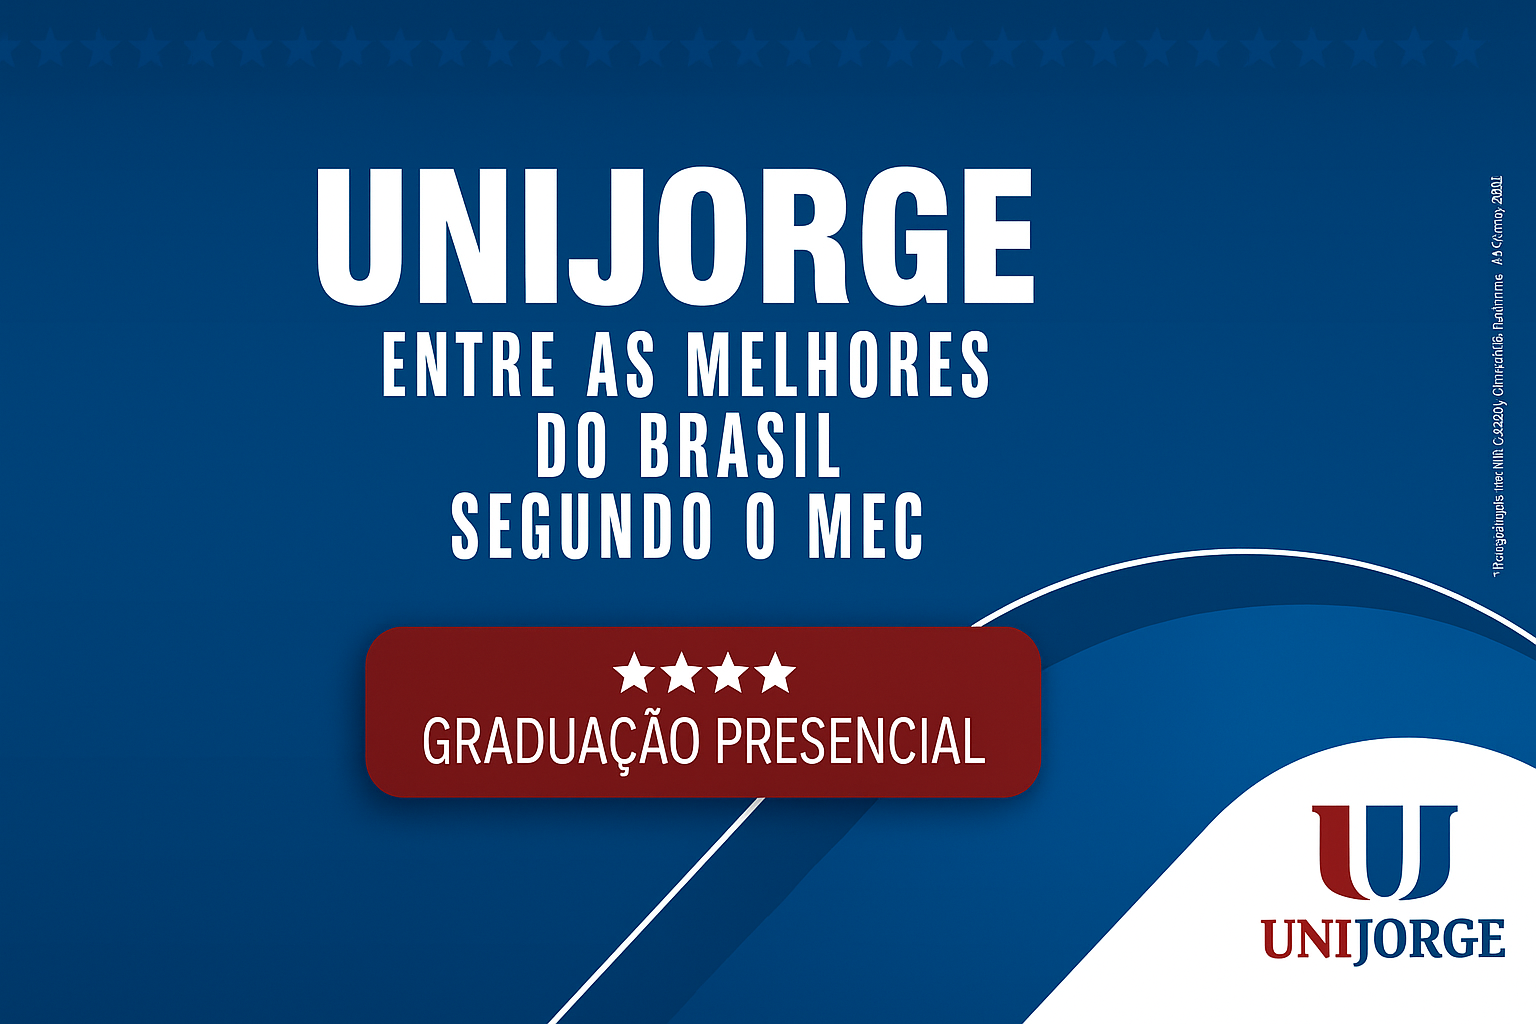 UNIJORGE
ENTRE AS MELHORES
DO BRASIL
SEGUNDO O MEC
GRADUAÇÃO PRESENCIAL
UNIJORGE